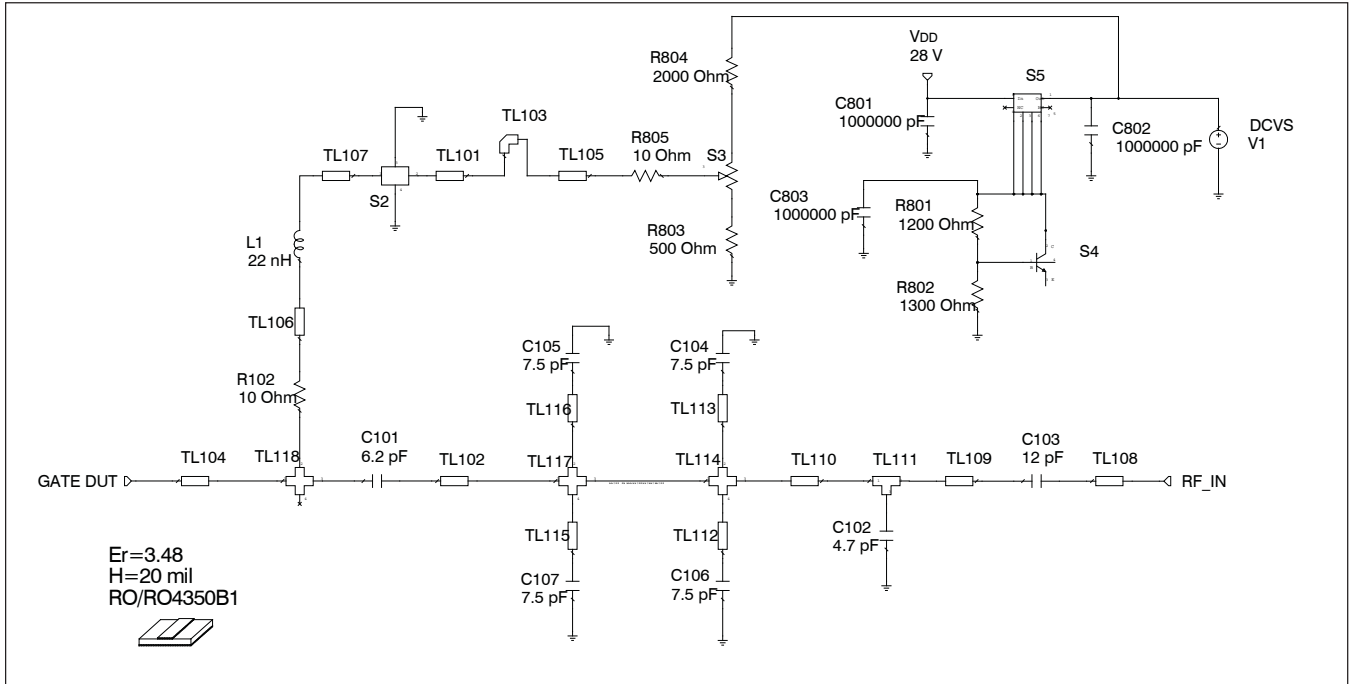 VDD
28 V
S5
R804
2000 Ohm
C801
1000000 pF
TL103
C802
1000000 pF
DCVS
V1
R805
10 Ohm
S3
TL107
TL101
TL105
S2
C803
1000000 pF
R801
1200 Ohm
R803
500 Ohm
L1
22 nH
S4
R802
1300 Ohm
TL106
C105
7.5 pF
C104
7.5 pF
R102
10 Ohm
TL116
TL113
C101
6.2 pF
C103
12 pF
TL104
TL118
TL102
TL117
TL114
TL110
TL111
TL109
TL108
GATE DUT
RF_IN
TL115
TL112
C102
4.7 pF
C107
7.5 pF
C106
7.5 pF
Er=3.48
H=20 mil
RO/RO4350B1